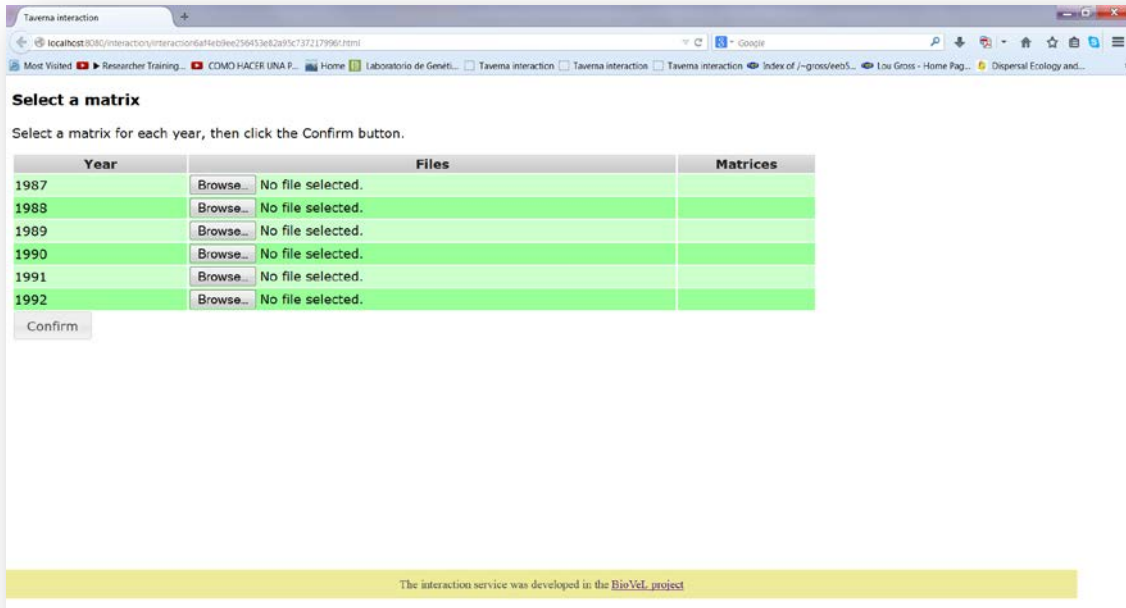 Taverna interaction
localhost:8080/interaction/interaction6af4eb9ee256453e82a95c737217996f.html
Google
Most Visited Researcher Training... COMO HACER UNA P... Home Laboratorio de Genéti... Taverna interaction Taverna interaction Taverna interaction Index of /~gross/eeb5... Lou Gross - Home Pag... Dispersal Ecology and...
Select a matrix
Select a matrix for each year, then click the Confirm button.
Year Files Matrices
1987 Browse... No file selected.
1988 Browse... No file selected.
1989 Browse... No file selected.
1990 Browse... No file selected.
1991 Browse... No file selected.
1992 Browse... No file selected.
Confirm
The interaction service was developed in the BioVeL project